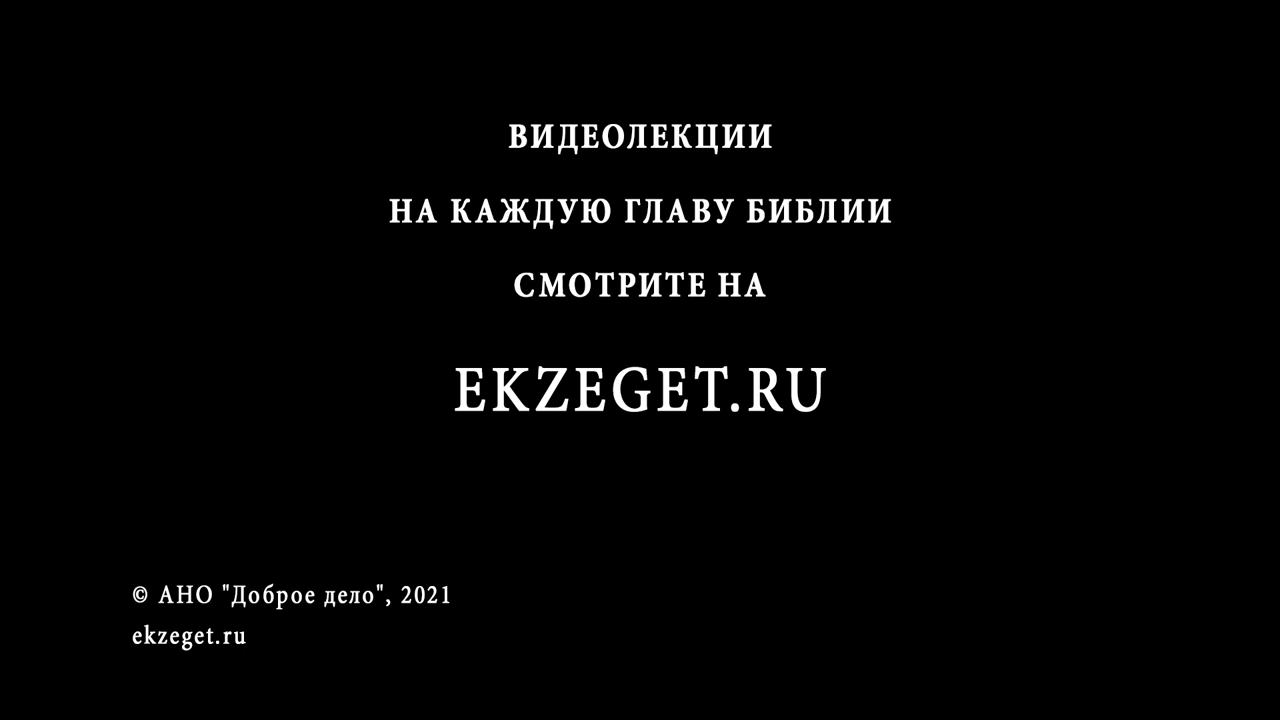 ВИДЕОЛЕКЦИИ
НА КАЖДУЮ ГЛАВУ БИБЛИИ
СМОТРИТЕ НА
EKZEGET.RU
© АНО "Доброе дело", 2021
ekzeget.ru